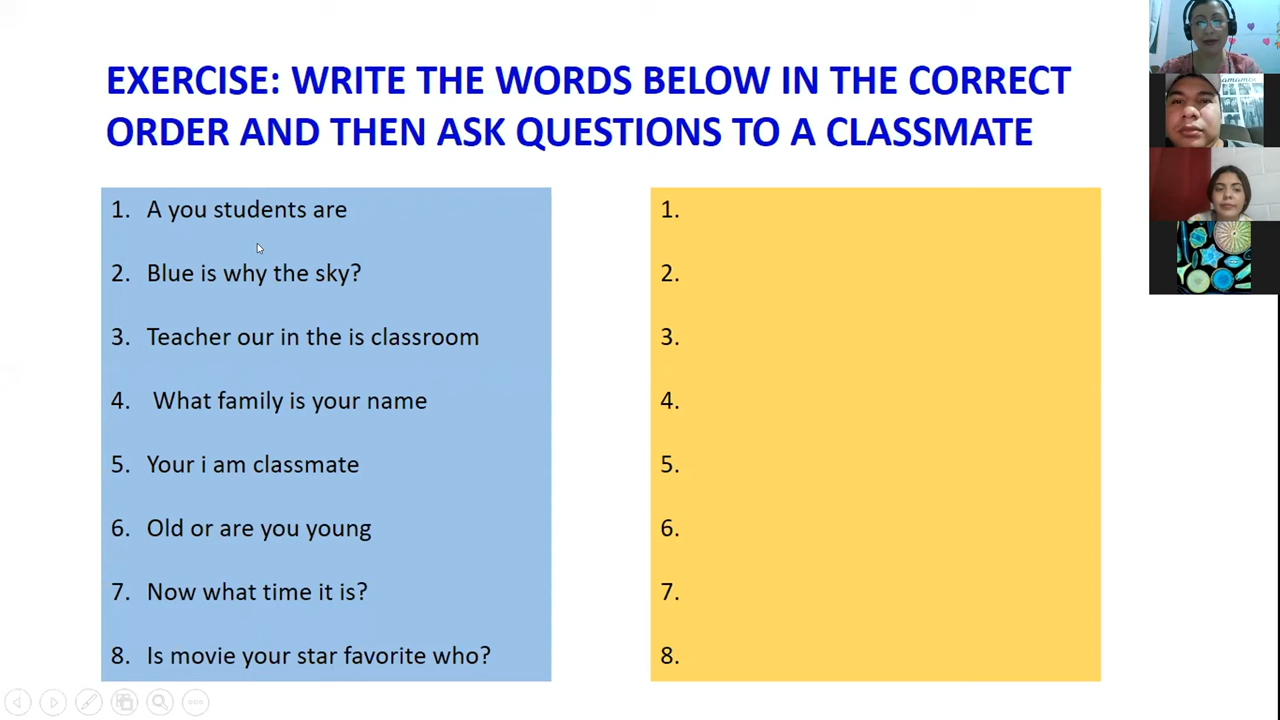 EXERCISE: WRITE THE WORDS BELOW IN THE CORRECT
ORDER AND THEN ASK QUESTIONS TO A CLASSMATE
1. A you students are
2. Blue is why the sky?
3. Teacher our in the is classroom
4. What family is your name
5. Your i am classmate
6. Old or are you young
7. Now what time it is?
8. Is movie your star favorite who?
1.
2.
3.
4.
5.
6.
7.
8.